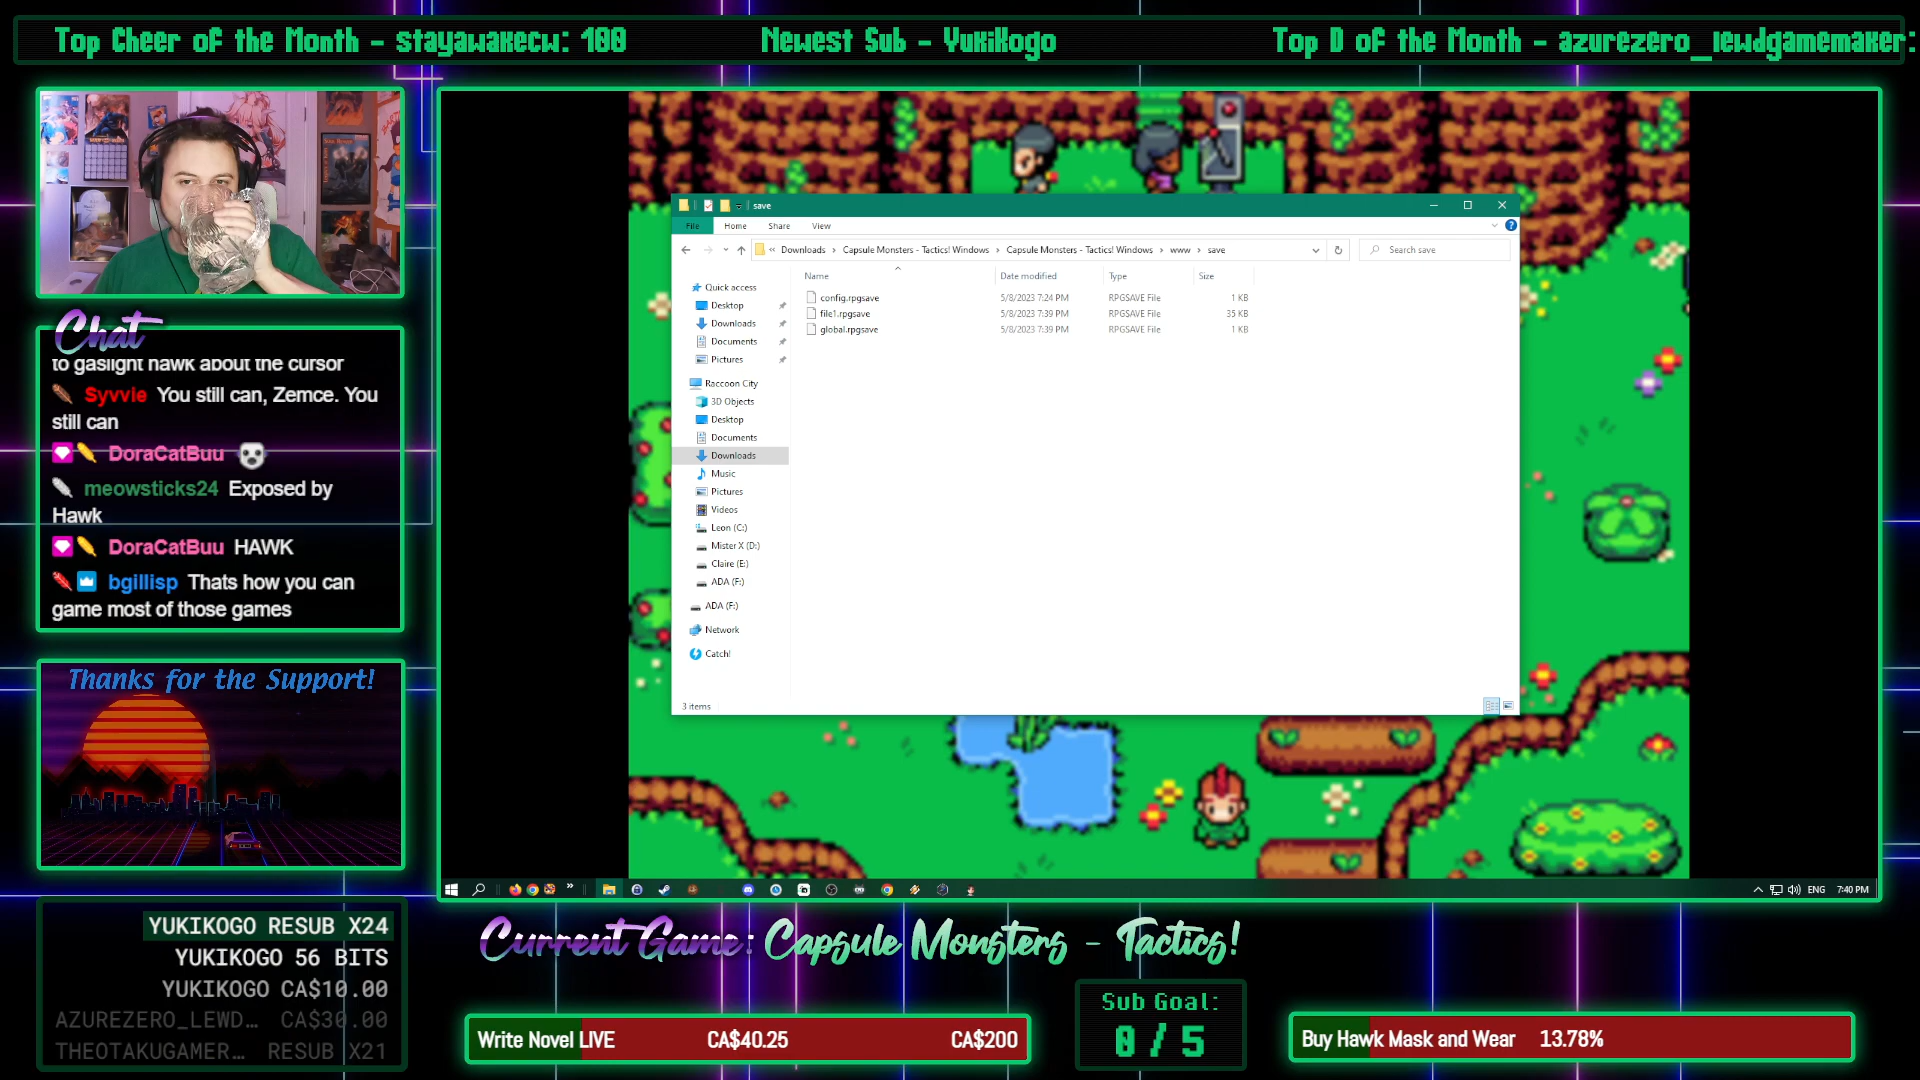 Top Cheer of the Month - stayawakecw: 100
Newest Sub - YukiKogo
Top D of the Month - azurezero_lewdgamemaker:
save
File
Home
Share
View
« Downloads › Capsule Monsters - Tactics! Windows › Capsule Monsters - Tactics! Windows › www › save
Search save
Name
Date modified
Type
Size
config.rpgsave 5/8/2023 7:24 PM RPGSAVE File 1 KB
file1.rpgsave 5/8/2023 7:39 PM RPGSAVE File 35 KB
global.rpgsave 5/8/2023 7:39 PM RPGSAVE File 1 KB
Quick access
Desktop
Downloads
Documents
Pictures
Raccoon City
3D Objects
Desktop
Documents
Downloads
Music
Pictures
Videos
Leon (C:)
Mister X (D:)
Claire (E:)
ADA (F:)
ADA (F:)
Network
Catch!
3 items
Chat
to gaslight hawk about the cursor
Syvvie You still can, Zemce. You
still can
DoraCatBuu
meowsticks24 Exposed by
Hawk
DoraCatBuu HAWK
bgillisp Thats how you can
game most of those games
Thanks for the Support!
ENG
7:40 PM
YUKIKOGO RESUB X24
YUKIKOGO 56 BITS
YUKIKOGO CA$10.00
AZUREZERO_LEWD… CA$30.00
THEOTAKUGAMER… RESUB X21
Current Game: Capsule Monsters - Tactics!
Write Novel LIVE CA$40.25 CA$200
Sub Goal:
0 / 5
Buy Hawk Mask and Wear 13.78%